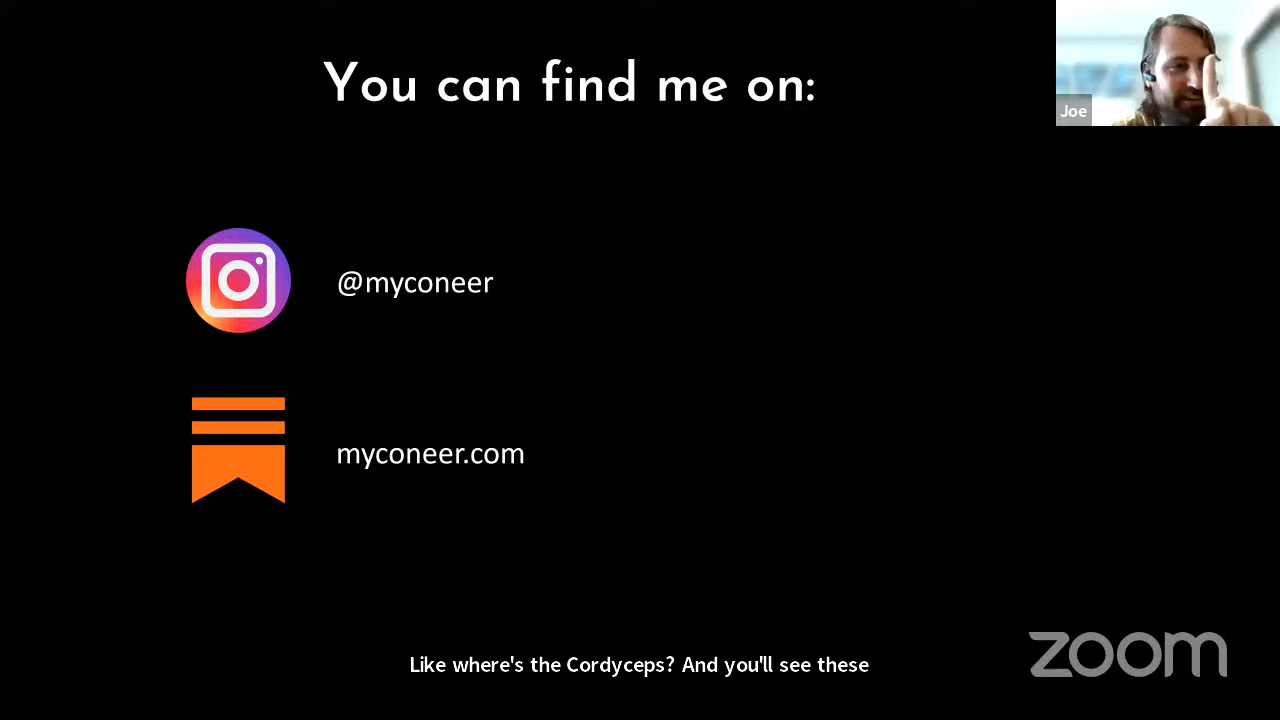 You can find me on:
Joe
@myconeer
myconeer.com
Like where's the Cordyceps? And you'll see these
zoom